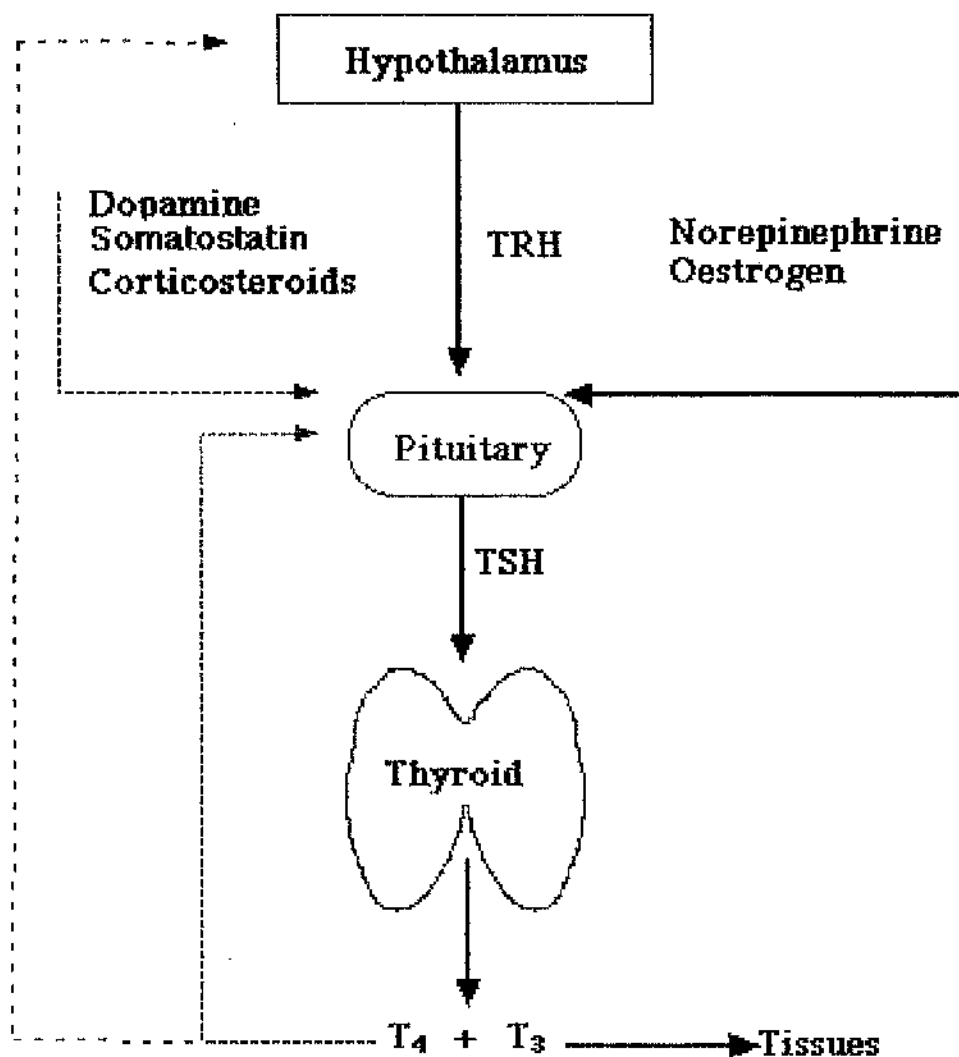 Hypothalamus
Dopamine
Somatostatin
Corticosteroids
TRH
Norepinephrine
Oestrogen
Pituitary
TSH
Thyroid
T₄ + T₃
Tissues